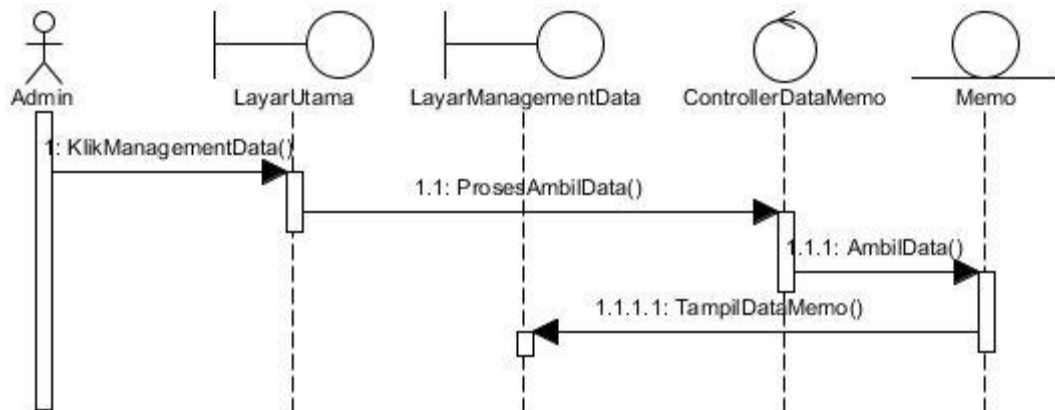 Admin
LayarUtama
LayarManagementData
ControllerDataMemo
Memo
1: KlikManagementData()
1.1: ProsesAmbilData()
1.1.1: AmbilData()
1.1.1.1: TampilDataMemo()